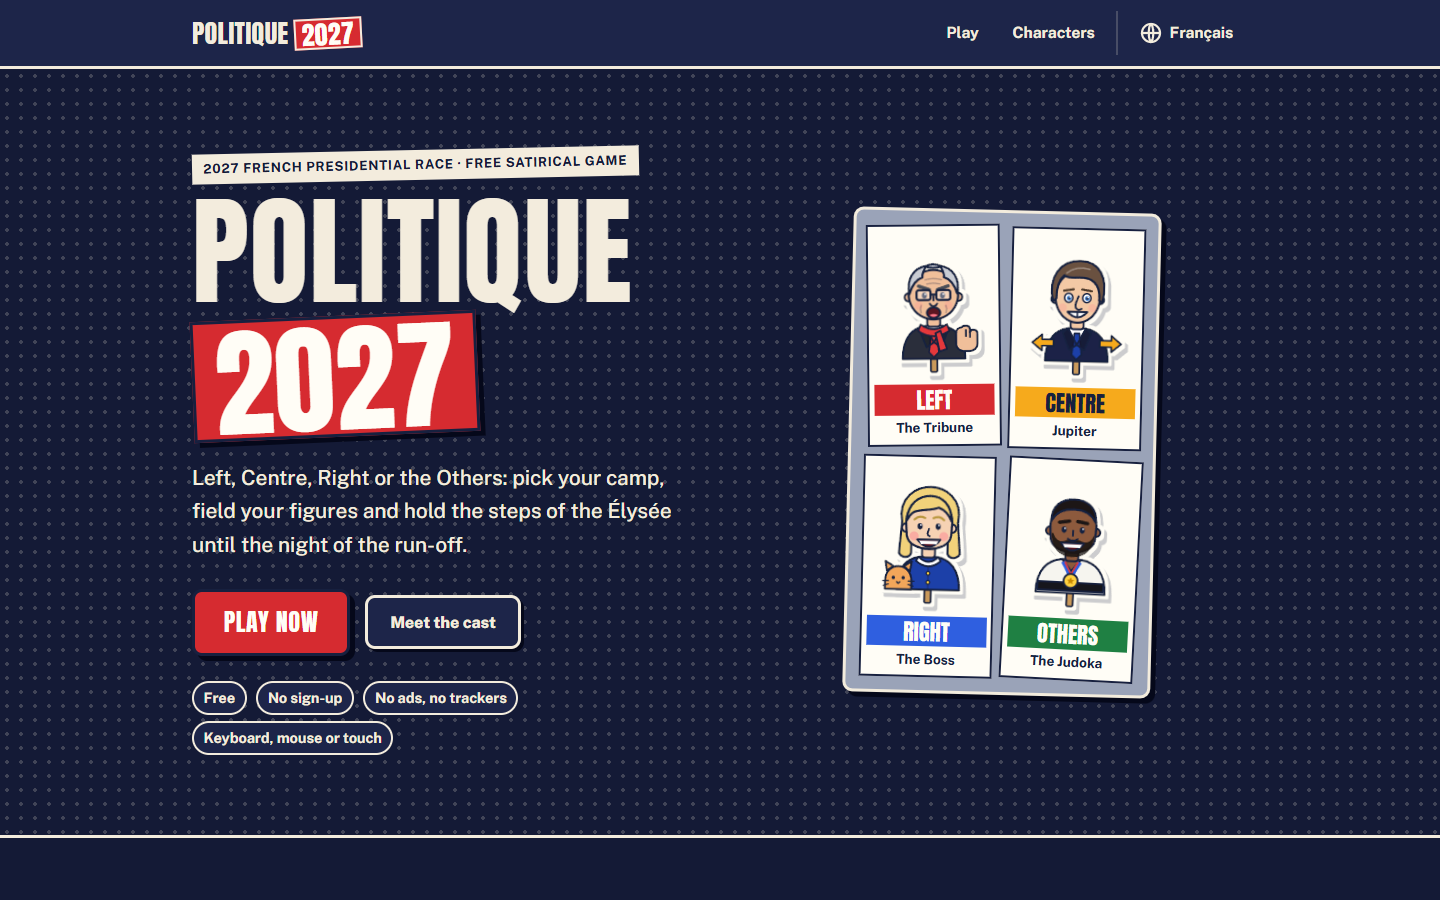 POLITIQUE 2027
Play
Characters
Français
2027 FRENCH PRESIDENTIAL RACE · FREE SATIRICAL GAME
POLITIQUE
2027
Left, Centre, Right or the Others: pick your camp,
field your figures and hold the steps of the Élysée
until the night of the run-off.
PLAY NOW
Meet the cast
Free
No sign-up
No ads, no trackers
Keyboard, mouse or touch
LEFT
The Tribune
CENTRE
Jupiter
RIGHT
The Boss
OTHERS
The Judoka